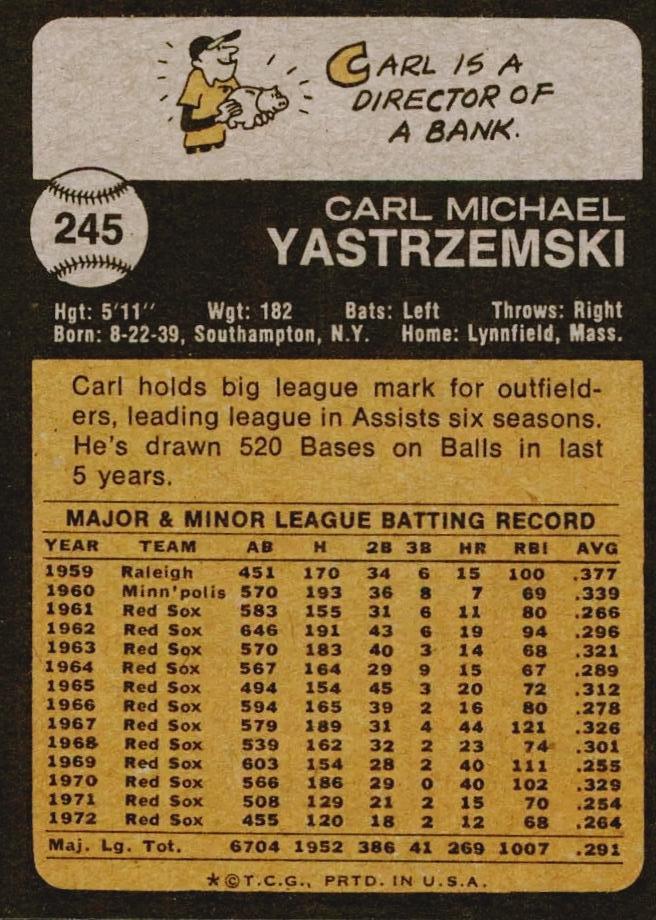 CARL IS A
DIRECTOR OF
A BANK.
245
CARL MICHAEL
YASTRZEMSKI
Hgt: 5'11″ Wgt: 182 Bats: Left Throws: Right
Born: 8-22-39, Southampton, N.Y. Home: Lynnfield, Mass.
Carl holds big league mark for outfield-
ers, leading league in Assists six seasons.
He's drawn 520 Bases on Balls in last
5 years.
MAJOR & MINOR LEAGUE BATTING RECORD
YEAR TEAM AB H 2B 3B HR RBI AVG
1959 Raleigh 451 170 34 6 15 100 .377
1960 Minn'polis 570 193 36 8 7 69 .339
1961 Red Sox 583 155 31 6 11 80 .266
1962 Red Sox 646 191 43 6 19 94 .296
1963 Red Sox 570 183 40 3 14 68 .321
1964 Red Sox 567 164 29 9 15 67 .289
1965 Red Sox 494 154 45 3 20 72 .312
1966 Red Sox 594 165 39 2 16 80 .278
1967 Red Sox 579 189 31 4 44 121 .326
1968 Red Sox 539 162 32 2 23 74 .301
1969 Red Sox 603 154 28 2 40 111 .255
1970 Red Sox 566 186 29 0 40 102 .329
1971 Red Sox 508 129 21 2 15 70 .254
1972 Red Sox 455 120 18 2 12 68 .264
Maj. Lg. Tot. 6704 1952 386 41 269 1007 .291
★©T.C.G., PRTD. IN U.S.A.